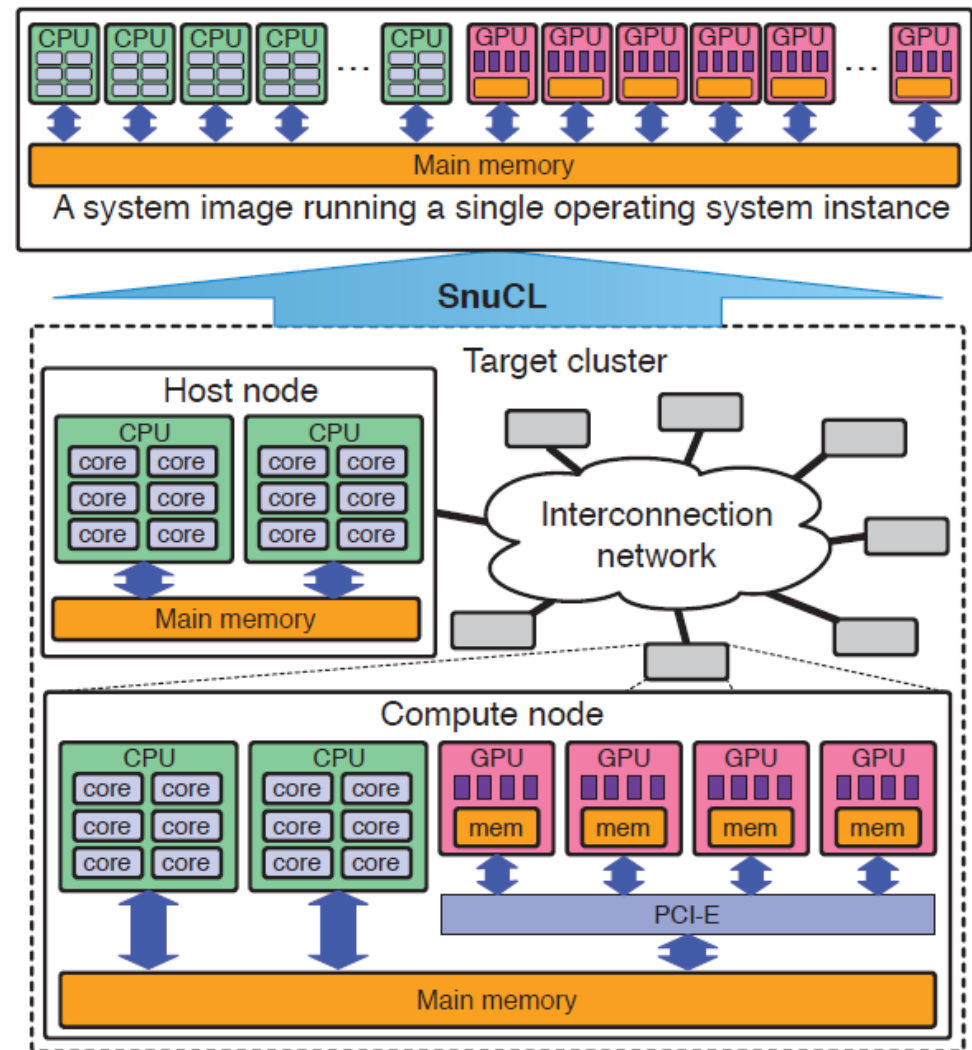 CPU CPU CPU CPU ... CPU GPU GPU GPU GPU GPU ... GPU
Main memory
A system image running a single operating system instance
SnuCL
Target cluster
Host node
CPU CPU
core core core core
core core core core
core core core core
Main memory
Interconnection
network
Compute node
CPU CPU GPU GPU GPU GPU
core core core core
core core core core
core core core core
mem mem mem mem
PCI-E
Main memory